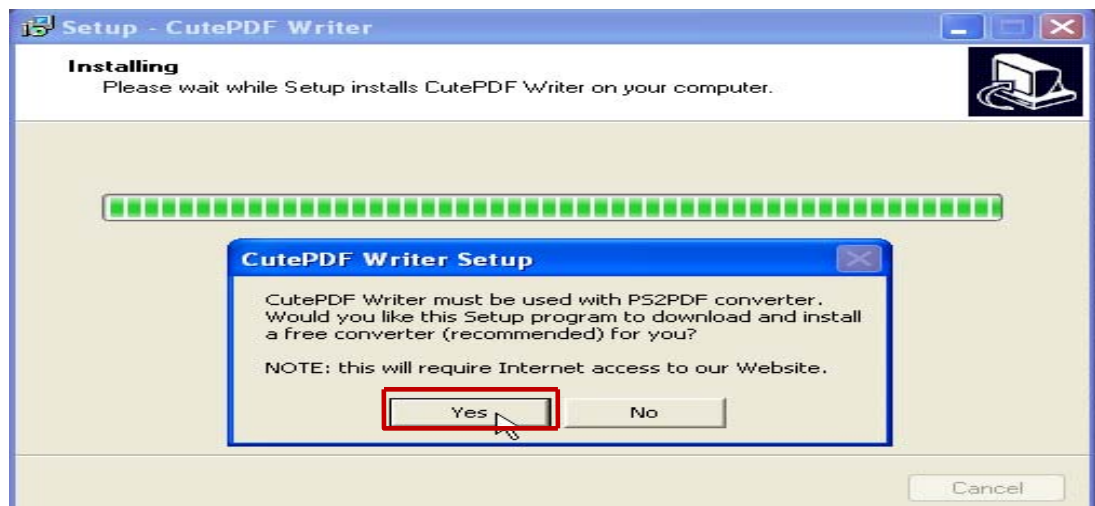 Setup - CutePDF Writer
Installing
Please wait while Setup installs CutePDF Writer on your computer.
CutePDF Writer Setup
CutePDF Writer must be used with PS2PDF converter.
Would you like this Setup program to download and install
a free converter (recommended) for you?
NOTE: this will require Internet access to our Website.
Yes No
Cancel